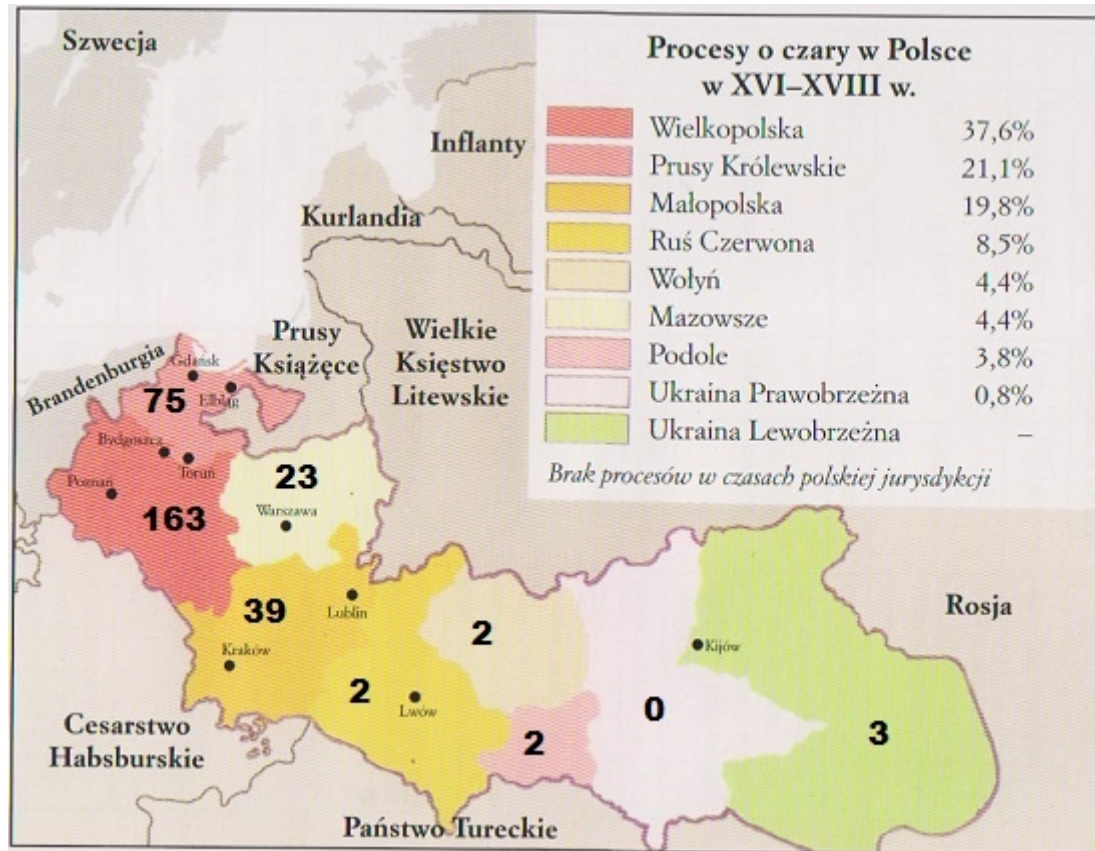 Szwecja
Procesy o czary w Polsce
w XVI–XVIII w.
Wielkopolska 37,6%
Prusy Królewskie 21,1%
Małopolska 19,8%
Ruś Czerwona 8,5%
Wołyń 4,4%
Mazowsze 4,4%
Podole 3,8%
Ukraina Prawobrzeżna 0,8%
Ukraina Lewobrzeżna –
Brak procesów w czasach polskiej jurysdykcji
Inflanty
Kurlandia
Prusy
Książęce
Wielkie
Księstwo
Litewskie
Brandenburgia
Gdańsk
Elbląg
75
Bydgoszcz
Toruń
Poznań
163
23
Warszawa
39
Lublin
Kraków
2
Lwów
2
2
0
Kijów
3
Rosja
Cesarstwo
Habsburskie
Państwo Tureckie